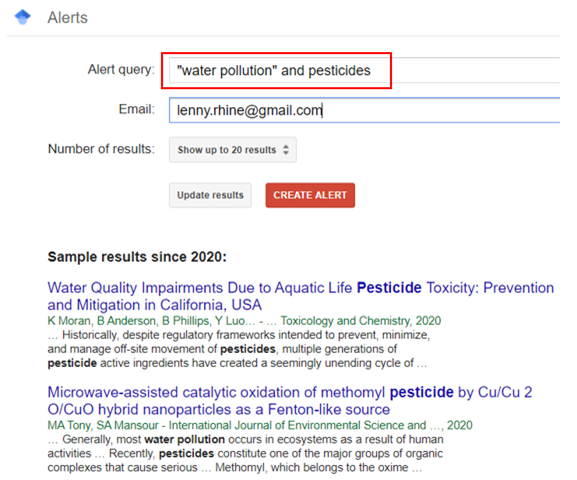 Alerts
Alert query: "water pollution" and pesticides
Email: lenny.rhine@gmail.com
Number of results: Show up to 20 results
Update results CREATE ALERT
Sample results since 2020:
Water Quality Impairments Due to Aquatic Life Pesticide Toxicity: Prevention
and Mitigation in California, USA
K Moran, B Anderson, B Phillips, Y Luo… - … Toxicology and Chemistry, 2020
… Historically, despite regulatory frameworks intended to prevent, minimize,
and manage off-site movement of pesticides, multiple generations of
pesticide active ingredients have created a seemingly unending cycle of …
Microwave-assisted catalytic oxidation of methomyl pesticide by Cu/Cu 2
O/CuO hybrid nanoparticles as a Fenton-like source
MA Tony, SA Mansour - International Journal of Environmental Science and …, 2020
… Generally, most water pollution occurs in ecosystems as a result of human
activities … Recently, pesticides constitute one of the major groups of organic
complexes that cause serious … Methomyl, which belongs to the oxime …